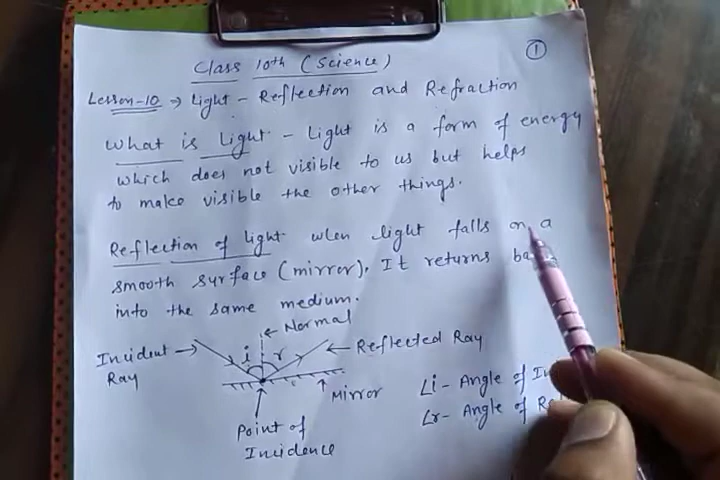 Class 10th (Science)
1
Lesson-10 → Light - Reflection and Refraction
What is Light - Light is a form of energy
which does not visible to us but helps
to make visible the other things.
Reflection of light when light falls on a
smooth surface (mirror). It returns
into the same medium.
Normal
Incident Ray
i
r
Reflected Ray
Mirror
∠i - Angle of
∠r - Angle of
Point of
Incidence